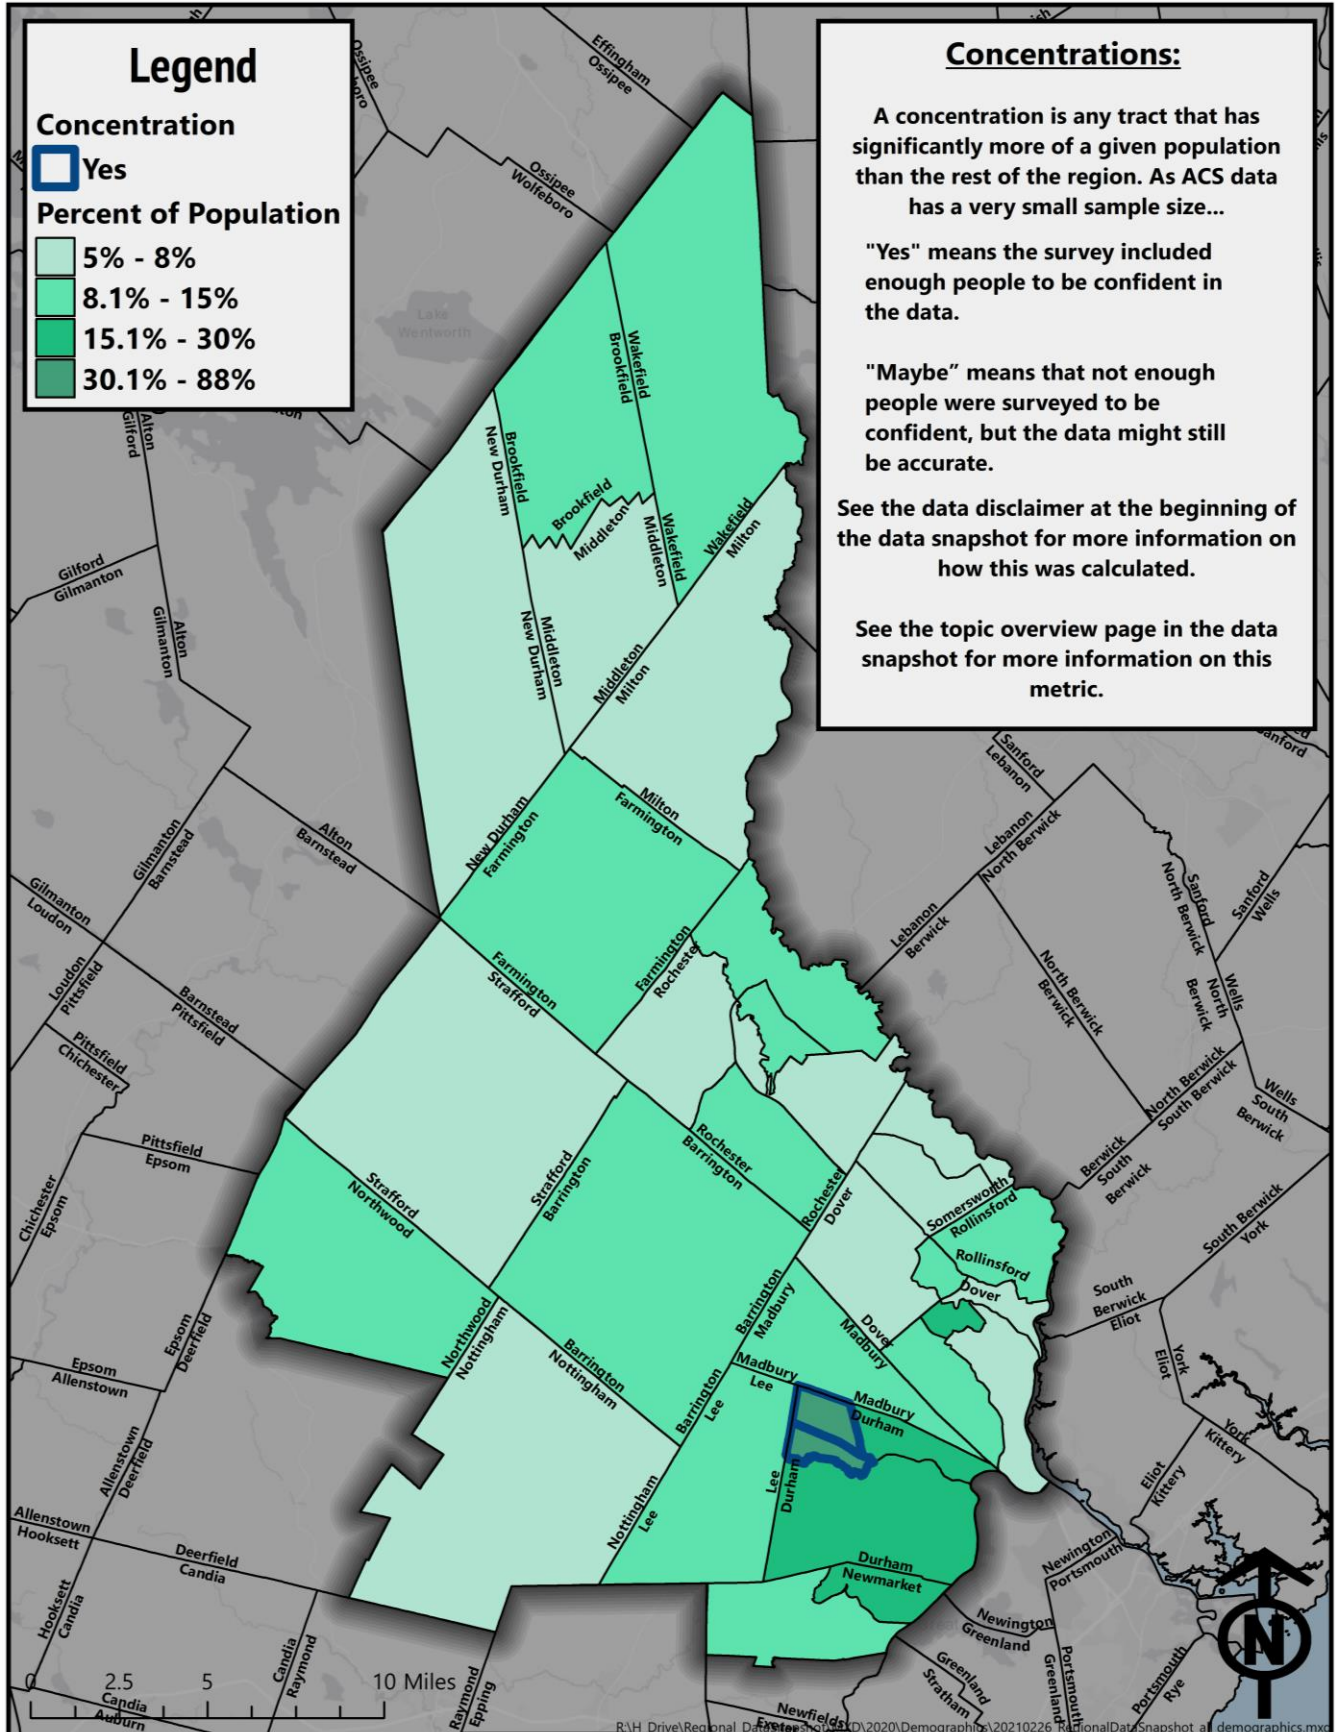 Legend
Concentration
Yes
Percent of Population
5% - 8%
8.1% - 15%
15.1% - 30%
30.1% - 88%
Concentrations:
A concentration is any tract that has
significantly more of a given population
than the rest of the region. As ACS data
has a very small sample size...
"Yes" means the survey included
enough people to be confident in
the data.
"Maybe” means that not enough
people were surveyed to be
confident, but the data might still
be accurate.
See the data disclaimer at the beginning of
the data snapshot for more information on
how this was calculated.
See the topic overview page in the data
snapshot for more information on this
metric.
Ossipee
Effingham
Ossipee
Ossipee
Wolfeboro
Lake
Wentworth
Wakefield
Brookfield
Alton
Gilford
Brookfield
New Durham
Brookfield
Middleton
Wakefield
Middleton
Wakefield
Milton
Gilford
Gilmanton
Alton
Gilmanton
Middleton
New Durham
Middleton
Milton
Sanford
Lebanon
Sanford
Milton
Farmington
New Durham
Farmington
Alton
Barnstead
Gilmanton
Barnstead
Lebanon
North Berwick
Gilmanton
Loudon
Sanford
North Berwick
Sanford
Wells
Lebanon
Berwick
Loudon
Pittsfield
Farmington
Strafford
Farmington
Rochester
North Berwick
Berwick
Wells
North
Berwick
Barnstead
Pittsfield
Pittsfield
Chichester
North Berwick
South Berwick
Wells
South
Berwick
Pittsfield
Epsom
Rochester
Barrington
Berwick
South
Berwick
Chichester
Epsom
Strafford
Northwood
Strafford
Barrington
Rochester
Dover
Somersworth
Rollinsford
South Berwick
York
Rollinsford
Dover
South
Berwick
Eliot
Barrington
Madbury
Dover
Madbury
Epsom
Deerfield
Northwood
Nottingham
Barrington
Nottingham
York
Eliot
Epsom
Allenstown
Madbury
Lee
Barrington
Lee
Madbury
Durham
York
Kittery
Allenstown
Deerfield
Eliot
Kittery
Lee
Durham
Nottingham
Lee
Allenstown
Hooksett
Deerfield
Candia
Durham
Newmarket
Newington
Portsmouth
Hooksett
Candia
Newington
Greenland
Candia
Raymond
Raymond
Epping
Greenland
Stratham
Portsmouth
Greenland
Portsmouth
Rye
N
0 2.5 5 10 Miles
Candia
Auburn
Newfields
Exeter